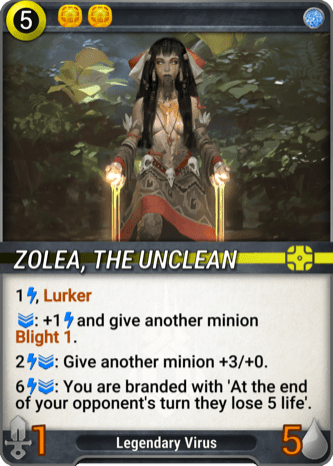 5
ZOLEA, THE UNCLEAN
1, Lurker
: +1 and give another minion
Blight 1.
2: Give another minion +3/+0.
6: You are branded with 'At the end
of your opponent's turn they lose 5 life'.
1 Legendary Virus 5